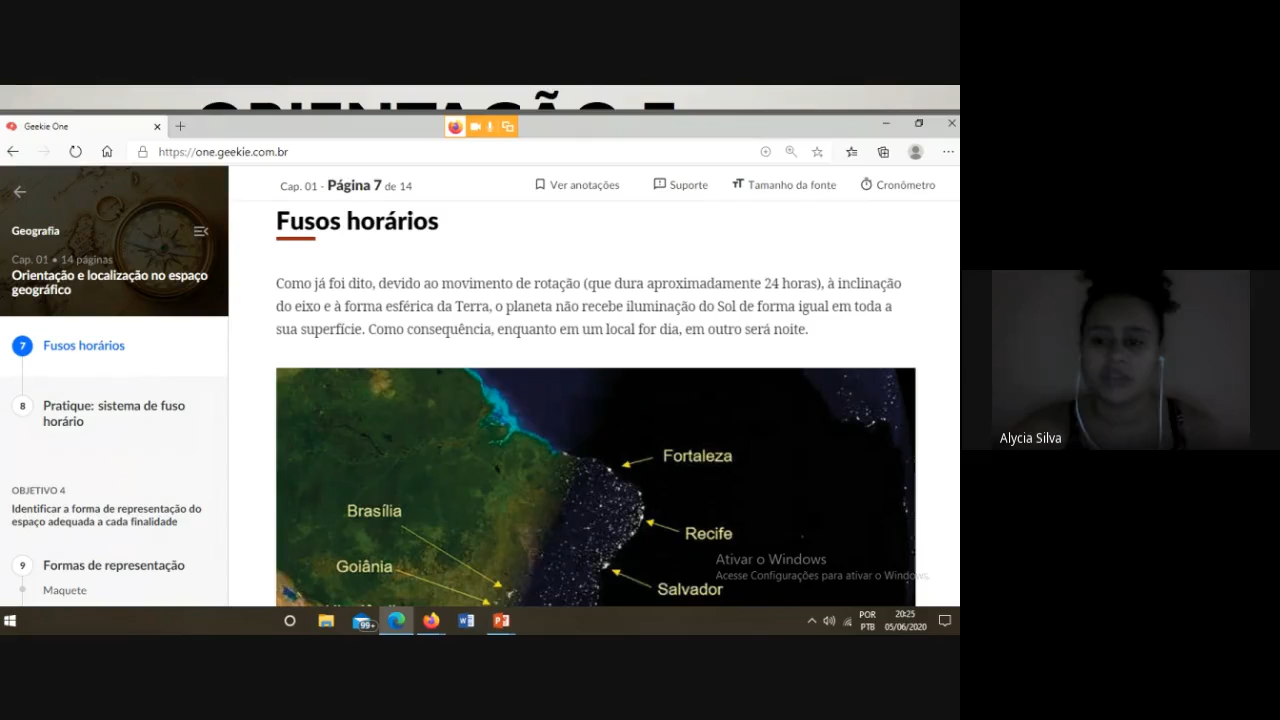 ORIENTAÇÃO E
Geekie One
https://one.geekie.com.br
Geografia
Cap. 01 • 14 páginas
Orientação e localização no espaço
geográfico
7 Fusos horários
8 Pratique: sistema de fuso
horário
OBJETIVO 4
Identificar a forma de representação do
espaço adequada a cada finalidade
9 Formas de representação
Maquete
Cap. 01 - Página 7 de 14
Ver anotações
Suporte
Tamanho da fonte
Cronômetro
Fusos horários
Como já foi dito, devido ao movimento de rotação (que dura aproximadamente 24 horas), à inclinação
do eixo e à forma esférica da Terra, o planeta não recebe iluminação do Sol de forma igual em toda a
sua superfície. Como consequência, enquanto em um local for dia, em outro será noite.
Fortaleza
Brasília
Recife
Goiânia
Salvador
Ativar o Windows
Acesse Configurações para ativar o Windows.
99+
POR
PTB
20:25
05/06/2020
Alycia Silva